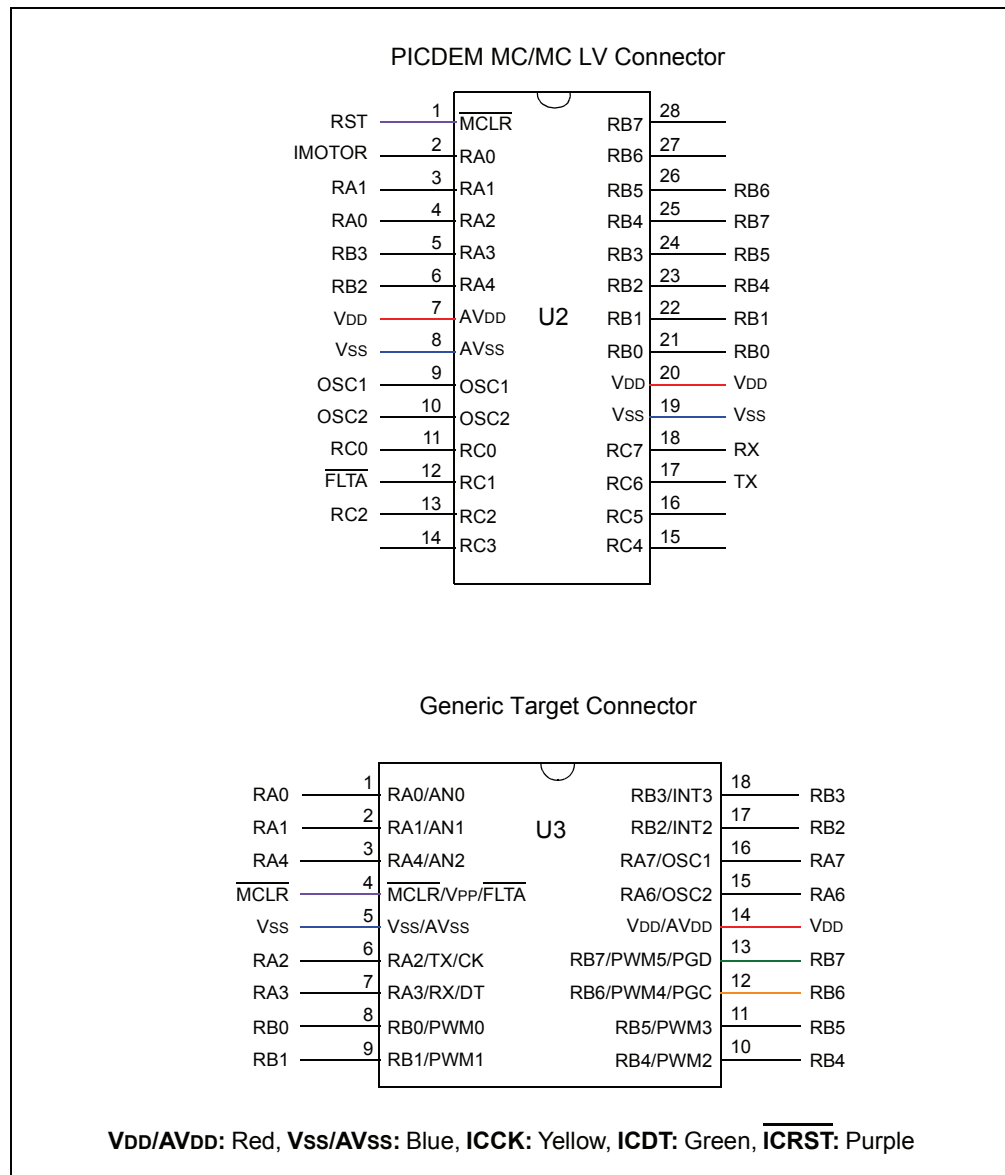 PICDEM MC/MC LV Connector
RST 1 MCLR RB7 28
IMOTOR 2 RA0 RB6 27
RA1 3 RA1 RB5 26 RB6
RA0 4 RA2 RB4 25 RB7
RB3 5 RA3 RB3 24 RB5
RB2 6 RA4 RB2 23 RB4
VDD 7 AVDD U2 RB1 22 RB1
VSS 8 AVSS RB0 21 RB0
OSC1 9 OSC1 VDD 20 VDD
OSC2 10 OSC2 VSS 19 VSS
RC0 11 RC0 RC7 18 RX
FLTA 12 RC1 RC6 17 TX
RC2 13 RC2 RC5 16
14 RC3 RC4 15
Generic Target Connector
RA0 1 RA0/AN0 RB3/INT3 18 RB3
RA1 2 RA1/AN1 U3 RB2/INT2 17 RB2
RA4 3 RA4/AN2 RA7/OSC1 16 RA7
MCLR 4 MCLR/VPP/FLTA RA6/OSC2 15 RA6
VSS 5 VSS/AVSS VDD/AVDD 14 VDD
RA2 6 RA2/TX/CK RB7/PWM5/PGD 13 RB7
RA3 7 RA3/RX/DT RB6/PWM4/PGC 12 RB6
RB0 8 RB0/PWM0 RB5/PWM3 11 RB5
RB1 9 RB1/PWM1 RB4/PWM2 10 RB4
VDD/AVDD: Red, VSS/AVSS: Blue, ICCK: Yellow, ICDT: Green, ICRST: Purple